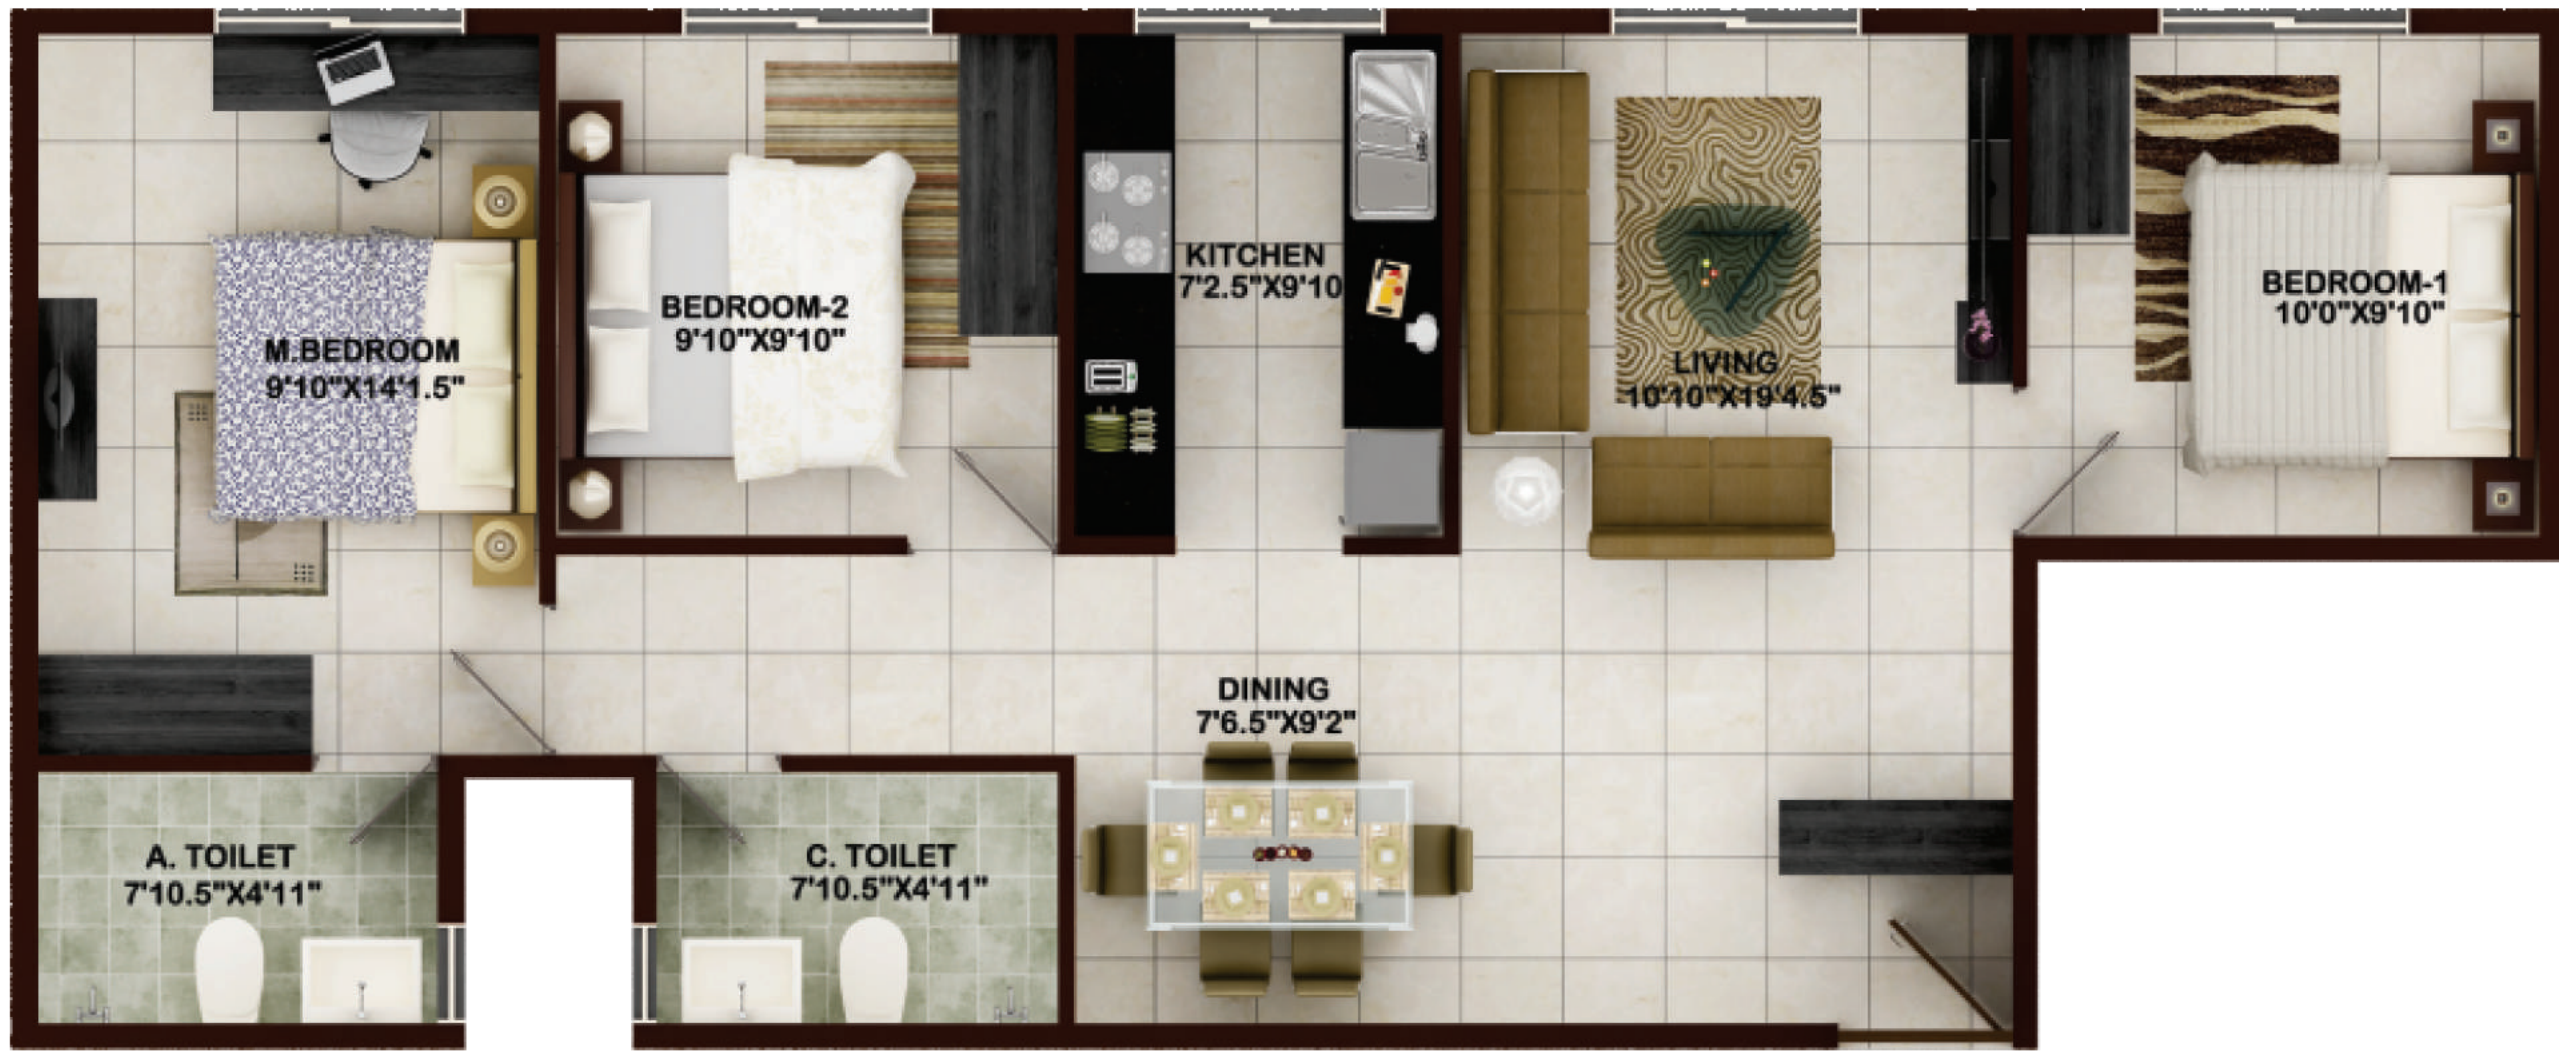 M.BEDROOM
9'10"X14'1.5"
BEDROOM-2
9'10"X9'10"
KITCHEN
7'2.5"X9'10
LIVING
10'10"X19'4.5"
BEDROOM-1
10'0"X9'10"
DINING
7'6.5"X9'2"
A. TOILET
7'10.5"X4'11"
C. TOILET
7'10.5"X4'11"